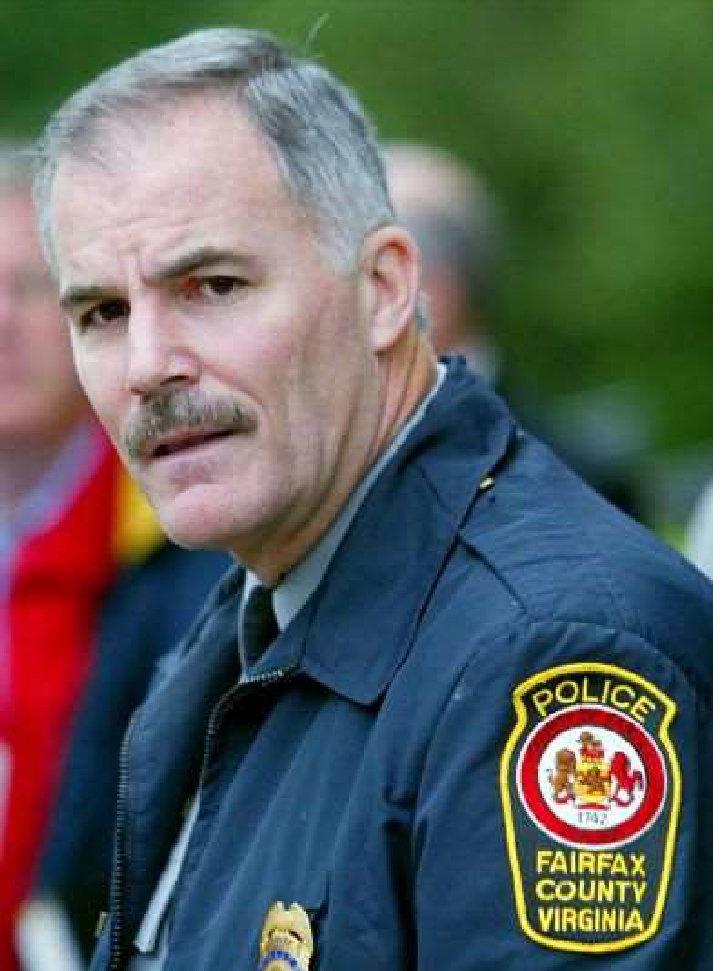 POLICE
1742
FAIRFAX
COUNTY
VIRGINIA